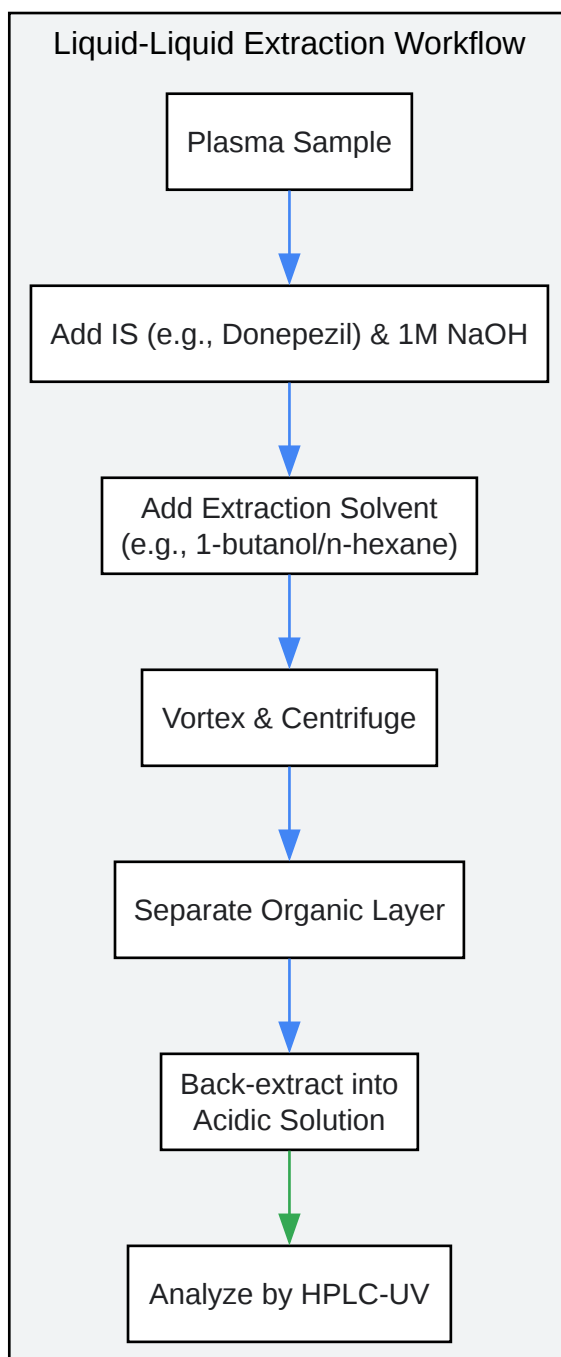 Liquid-Liquid Extraction Workflow
Plasma Sample
Add IS (e.g., Donepezil) & 1M NaOH
Add Extraction Solvent
(e.g., 1-butanol/n-hexane)
Vortex & Centrifuge
Separate Organic Layer
Back-extract into
Acidic Solution
Analyze by HPLC-UV